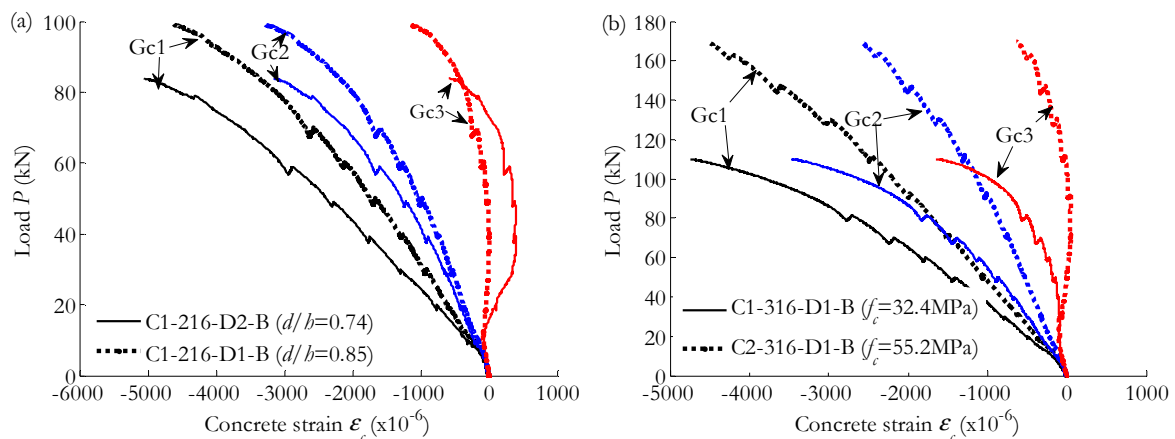 (a)
100
80
60
40
20
0
Load P (kN)
Gc1
Gc2
Gc3
C1-216-D2-B (d/h=0.74)
C1-216-D1-B (d/h=0.85)
-6000 -5000 -4000 -3000 -2000 -1000 0 1000
Concrete strain εc (x10-6)
(b)
180
160
140
120
100
80
60
40
20
0
Load P (kN)
Gc1
Gc2
Gc3
C1-316-D1-B (fc=32.4MPa)
C2-316-D1-B (fc=55.2MPa)
-5000 -4000 -3000 -2000 -1000 0 1000
Concrete strain εc (x10-6)